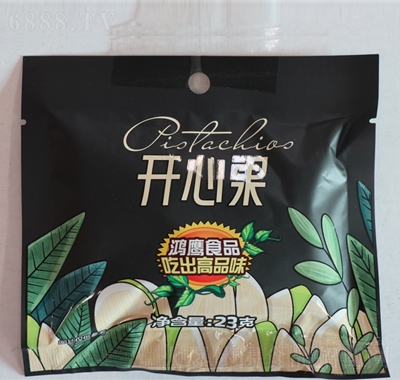 6888.TV
Pistachios
开心果
鸿鹰食品
吃出高品味
净含量:23克